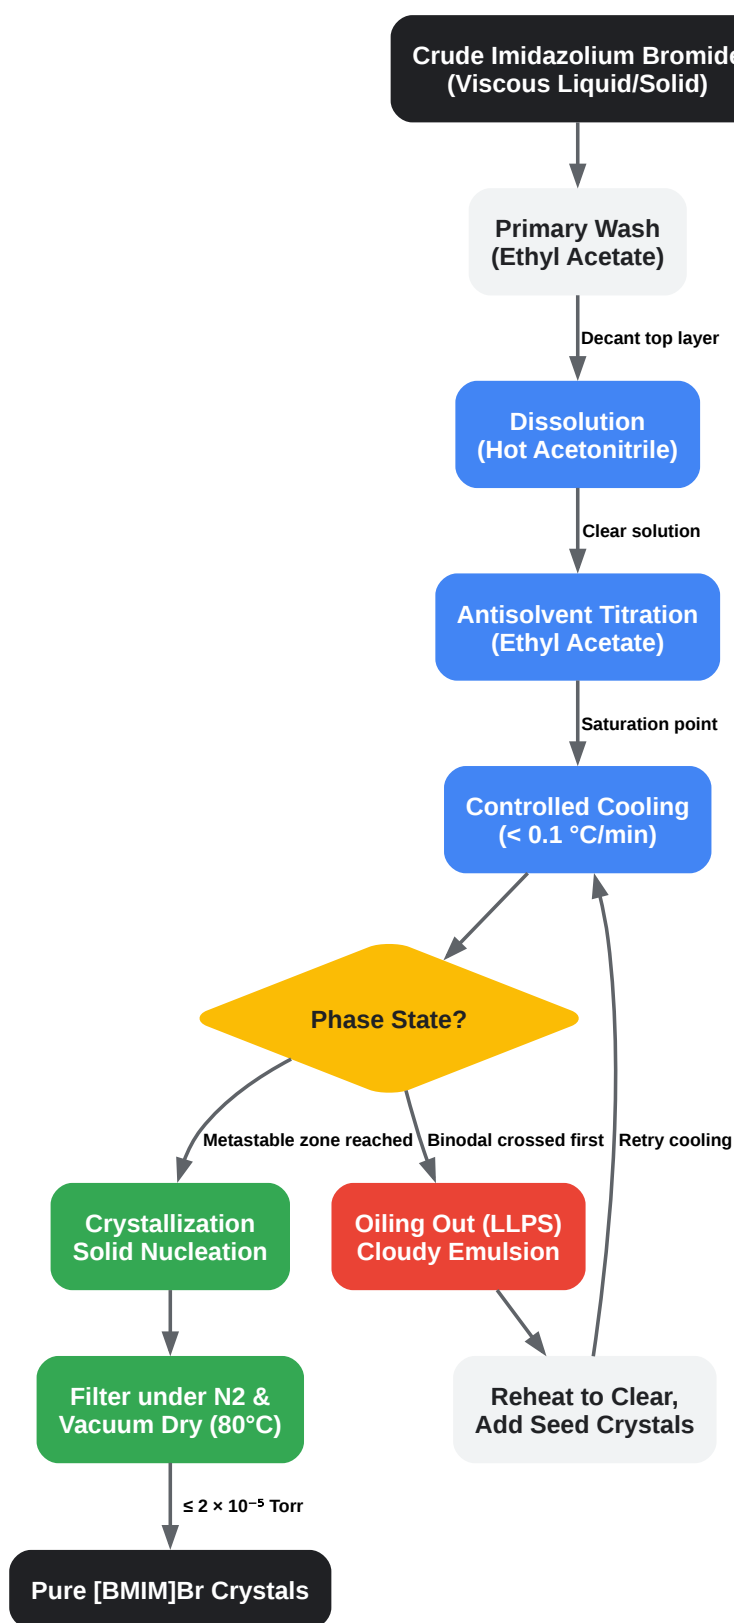 Crude Imidazolium Bromide
(Viscous Liquid/Solid)
Primary Wash
(Ethyl Acetate)
Decant top layer
Dissolution
(Hot Acetonitrile)
Clear solution
Antisolvent Titration
(Ethyl Acetate)
Saturation point
Controlled Cooling
(< 0.1 °C/min)
Phase State?
Metastable zone reached
Binodal crossed first
Retry cooling
Crystallization
Solid Nucleation
Oiling Out (LLPS)
Cloudy Emulsion
Filter under N2 &
Vacuum Dry (80°C)
Reheat to Clear,
Add Seed Crystals
≤ 2 × 10⁻⁵ Torr
Pure [BMIM]Br Crystals